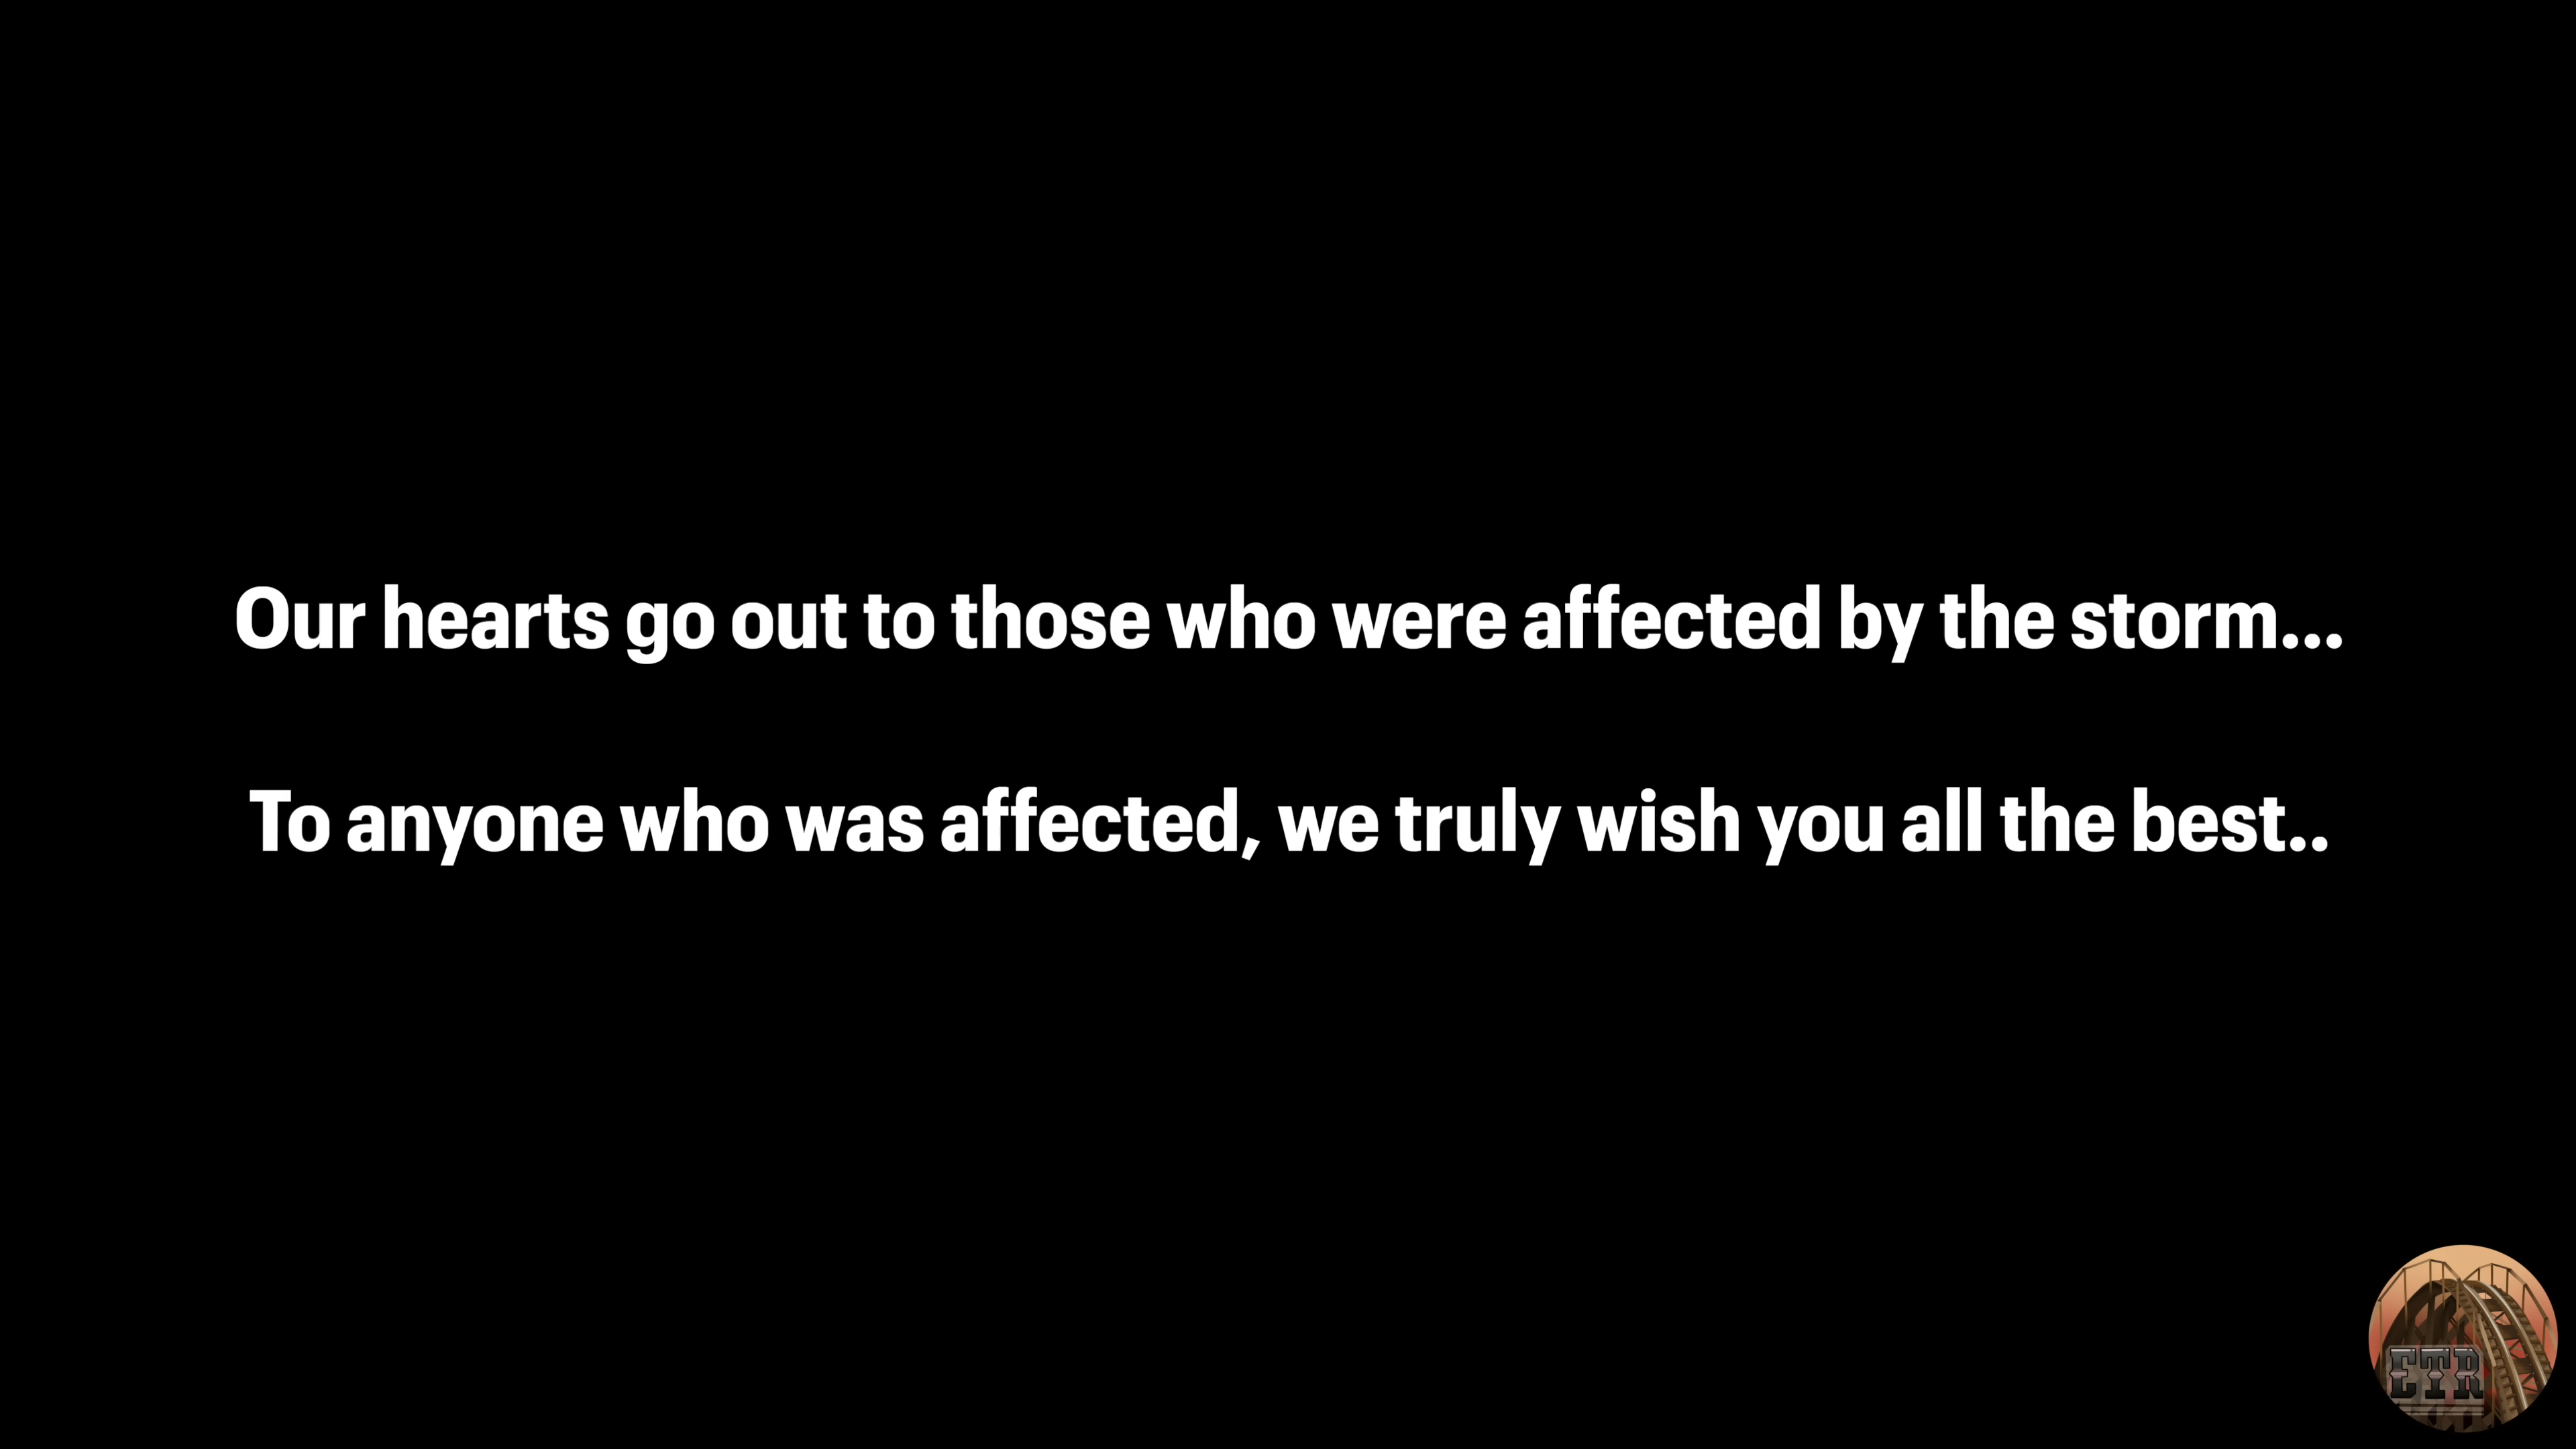 Our hearts go out to those who were affected by the storm...
To anyone who was affected, we truly wish you all the best..
ETR